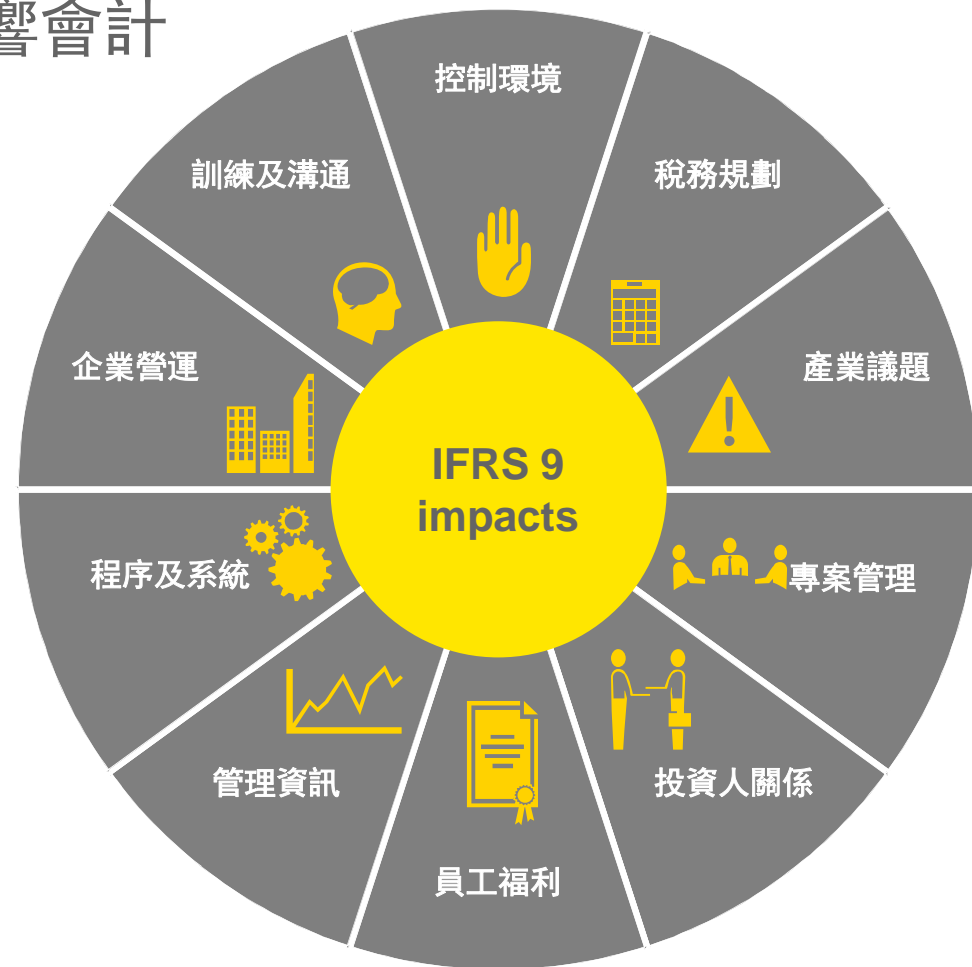 響會計
控制環境
稅務規劃
產業議題
專案管理
投資人關係
員工福利
管理資訊
程序及系統
企業營運
訓練及溝通
IFRS 9
impacts